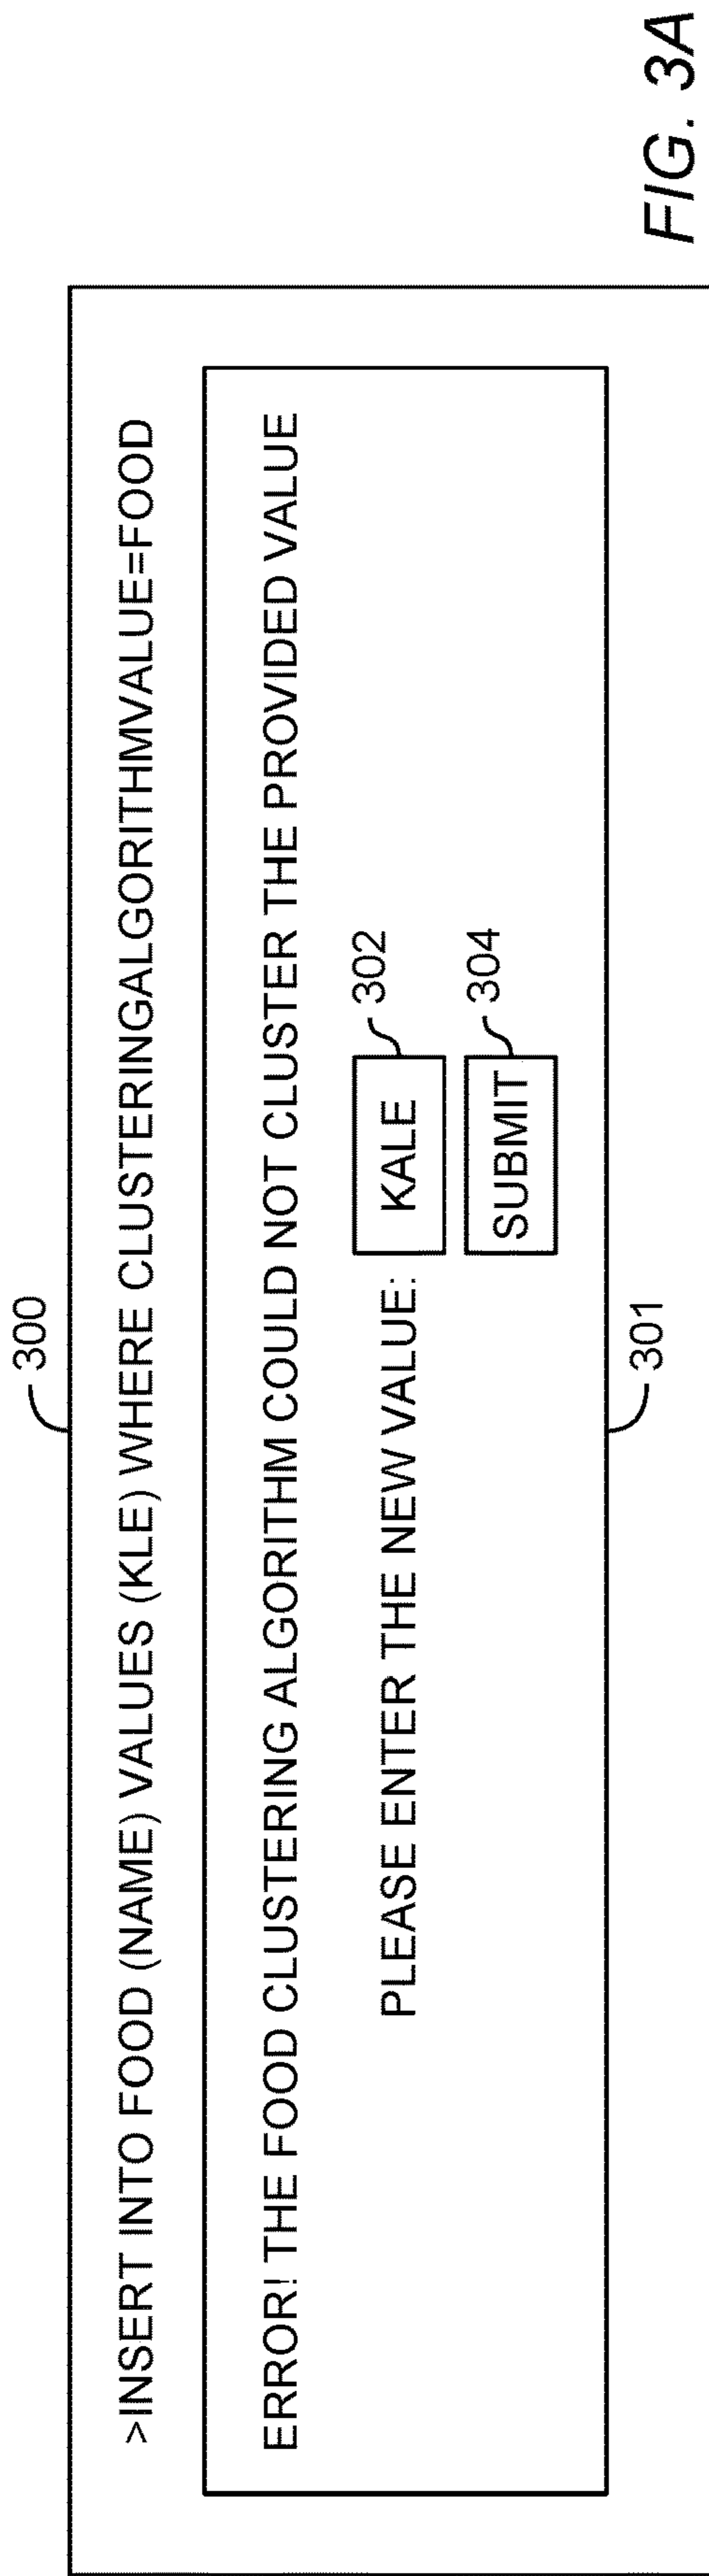 300
>INSERT INTO FOOD (NAME) VALUES (KLE) WHERE CLUSTERINGALGORITHMVALUE=FOOD
ERROR! THE FOOD CLUSTERING ALGORITHM COULD NOT CLUSTER THE PROVIDED VALUE
PLEASE ENTER THE NEW VALUE: KALE 302
SUBMIT 304
301
FIG. 3A